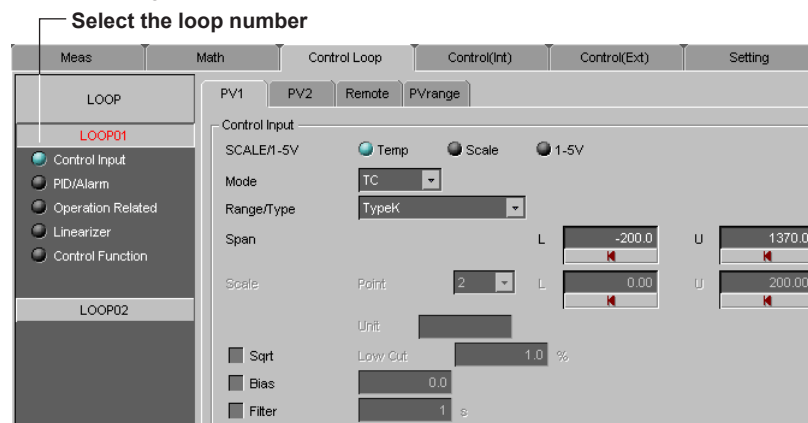 Select the loop number
Meas Math Control Loop Control(Int) Control(Ext) Setting
LOOP
LOOP01
Control Input
PID/Alarm
Operation Related
Linearizer
Control Function
LOOP02
PV1 PV2 Remote PVrange
Control Input
SCALE/1-5V Temp Scale 1-5V
Mode TC
Range/Type TypeK
Span L -200.0 U 1370.0
Scale Point 2 L 0.00 U 200.00
Unit
Sqrt Low Cut 1.0 %
Bias 0.0
Filter 1 s